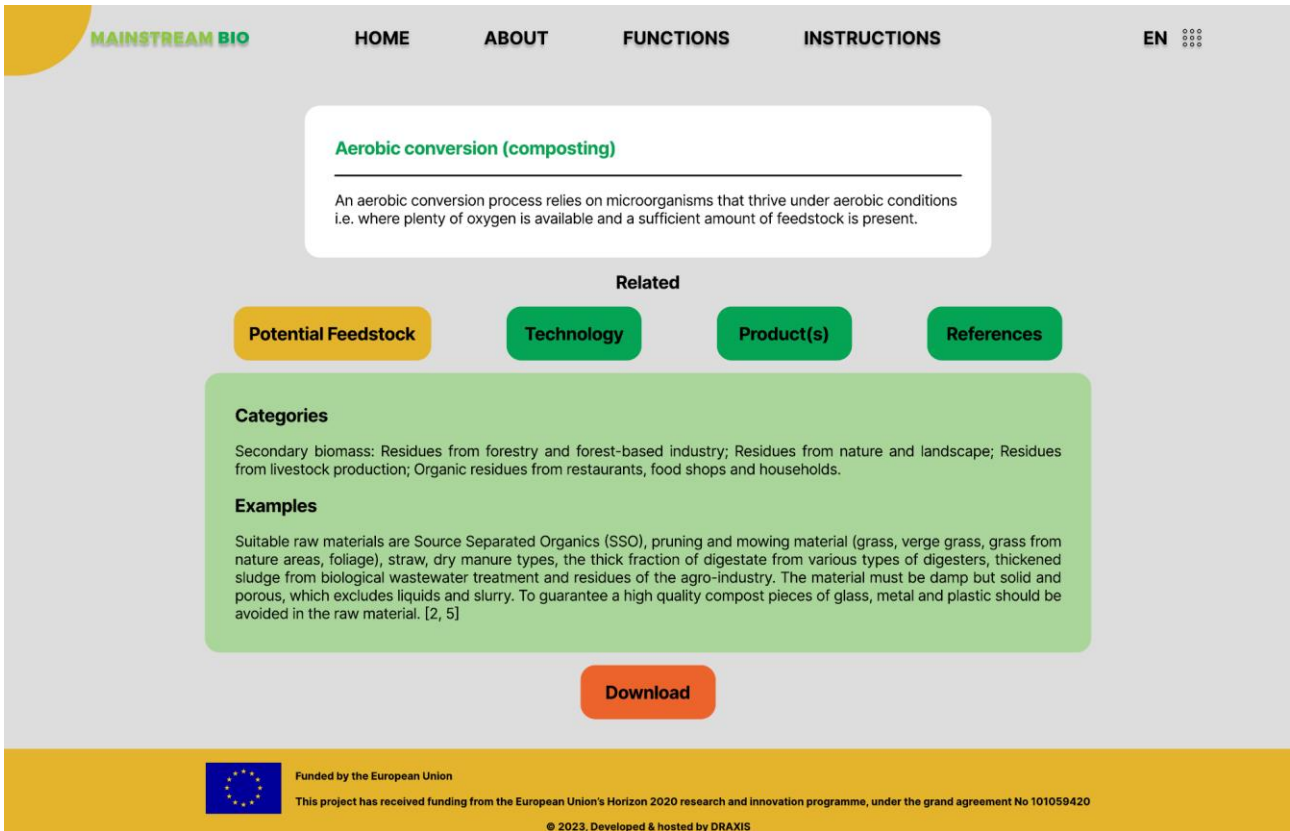 MAINSTREAM BIO HOME ABOUT FUNCTIONS INSTRUCTIONS EN
Aerobic conversion (composting)
An aerobic conversion process relies on microorganisms that thrive under aerobic conditions
i.e. where plenty of oxygen is available and a sufficient amount of feedstock is present.
Related
Potential Feedstock Technology Product(s) References
Categories
Secondary biomass: Residues from forestry and forest-based industry; Residues from nature and landscape; Residues
from livestock production; Organic residues from restaurants, food shops and households.
Examples
Suitable raw materials are Source Separated Organics (SSO), pruning and mowing material (grass, verge grass, grass from
nature areas, foliage), straw, dry manure types, the thick fraction of digestate from various types of digesters, thickened
sludge from biological wastewater treatment and residues of the agro-industry. The material must be damp but solid and
porous, which excludes liquids and slurry. To guarantee a high quality compost pieces of glass, metal and plastic should be
avoided in the raw material. [2, 5]
Download
Funded by the European Union
This project has received funding from the European Union's Horizon 2020 research and innovation programme, under the grand agreement No 101059420
© 2023, Developed & hosted by DRAXIS